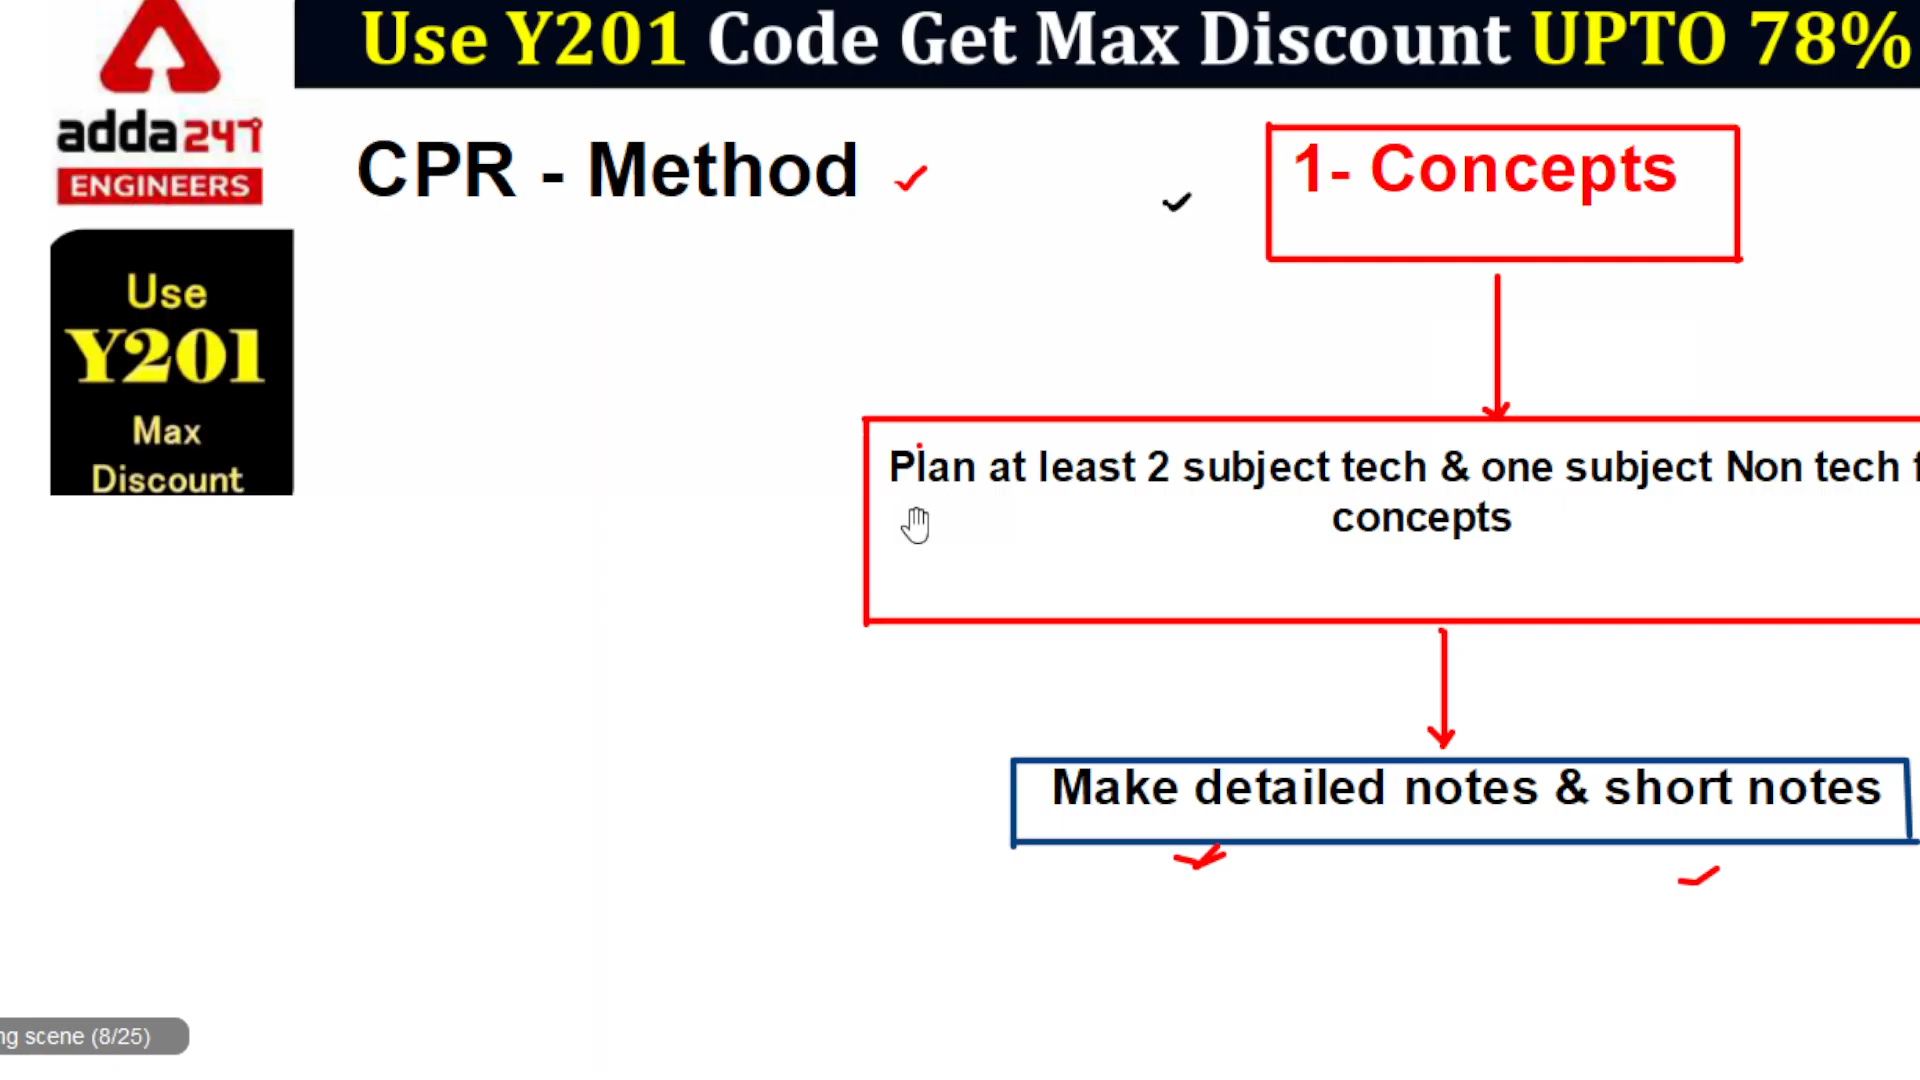 Use Y201 Code Get Max Discount UPTO 78%
adda247
ENGINEERS
CPR - Method
1- Concepts
Use
Y201
Max
Discount
Plan at least 2 subject tech & one subject Non tech
concepts
Make detailed notes & short notes
scene (8/25)